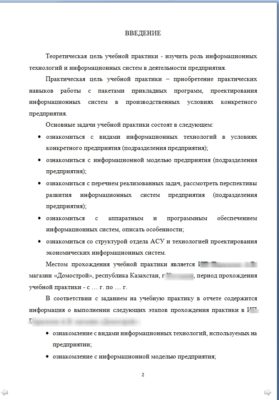 ВВЕДЕНИЕ
Теоретическая цель учебной практики - изучить роль информационных
технологий и информационных систем в деятельности предприятия.
Практическая цель учебной практики – приобретение практических
навыков работы с пакетами прикладных программ, проектирования
информационных систем в производственных условиях конкретного
предприятия.
Основные задачи учебной практики состоят в следующем:
• ознакомиться с видами информационных технологий в условиях
конкретного предприятия (подразделения предприятия);
• ознакомиться с информационной моделью предприятия (подразделения
предприятия);
• ознакомиться с перечнем реализованных задач, рассмотреть перспективы
развития информационных систем предприятия (подразделения
предприятия);
• ознакомиться с аппаратным и программным обеспечением
информационных систем, описать особенности;
• ознакомиться со структурой отдела АСУ и технологией проектирования
экономических информационных систем.
Местом прохождения учебной практики является ИП
магазин «Домострой», республика Казахстан, г период прохождения
учебной практики - с … г. по … г.
В соответствии с заданием на учебную практику в отчете содержится
информация о выполнении следующих этапов прохождения практики в ИП
• ознакомление с видами информационных технологий, используемых на
предприятии;
• ознакомление с информационной моделью предприятия;
2